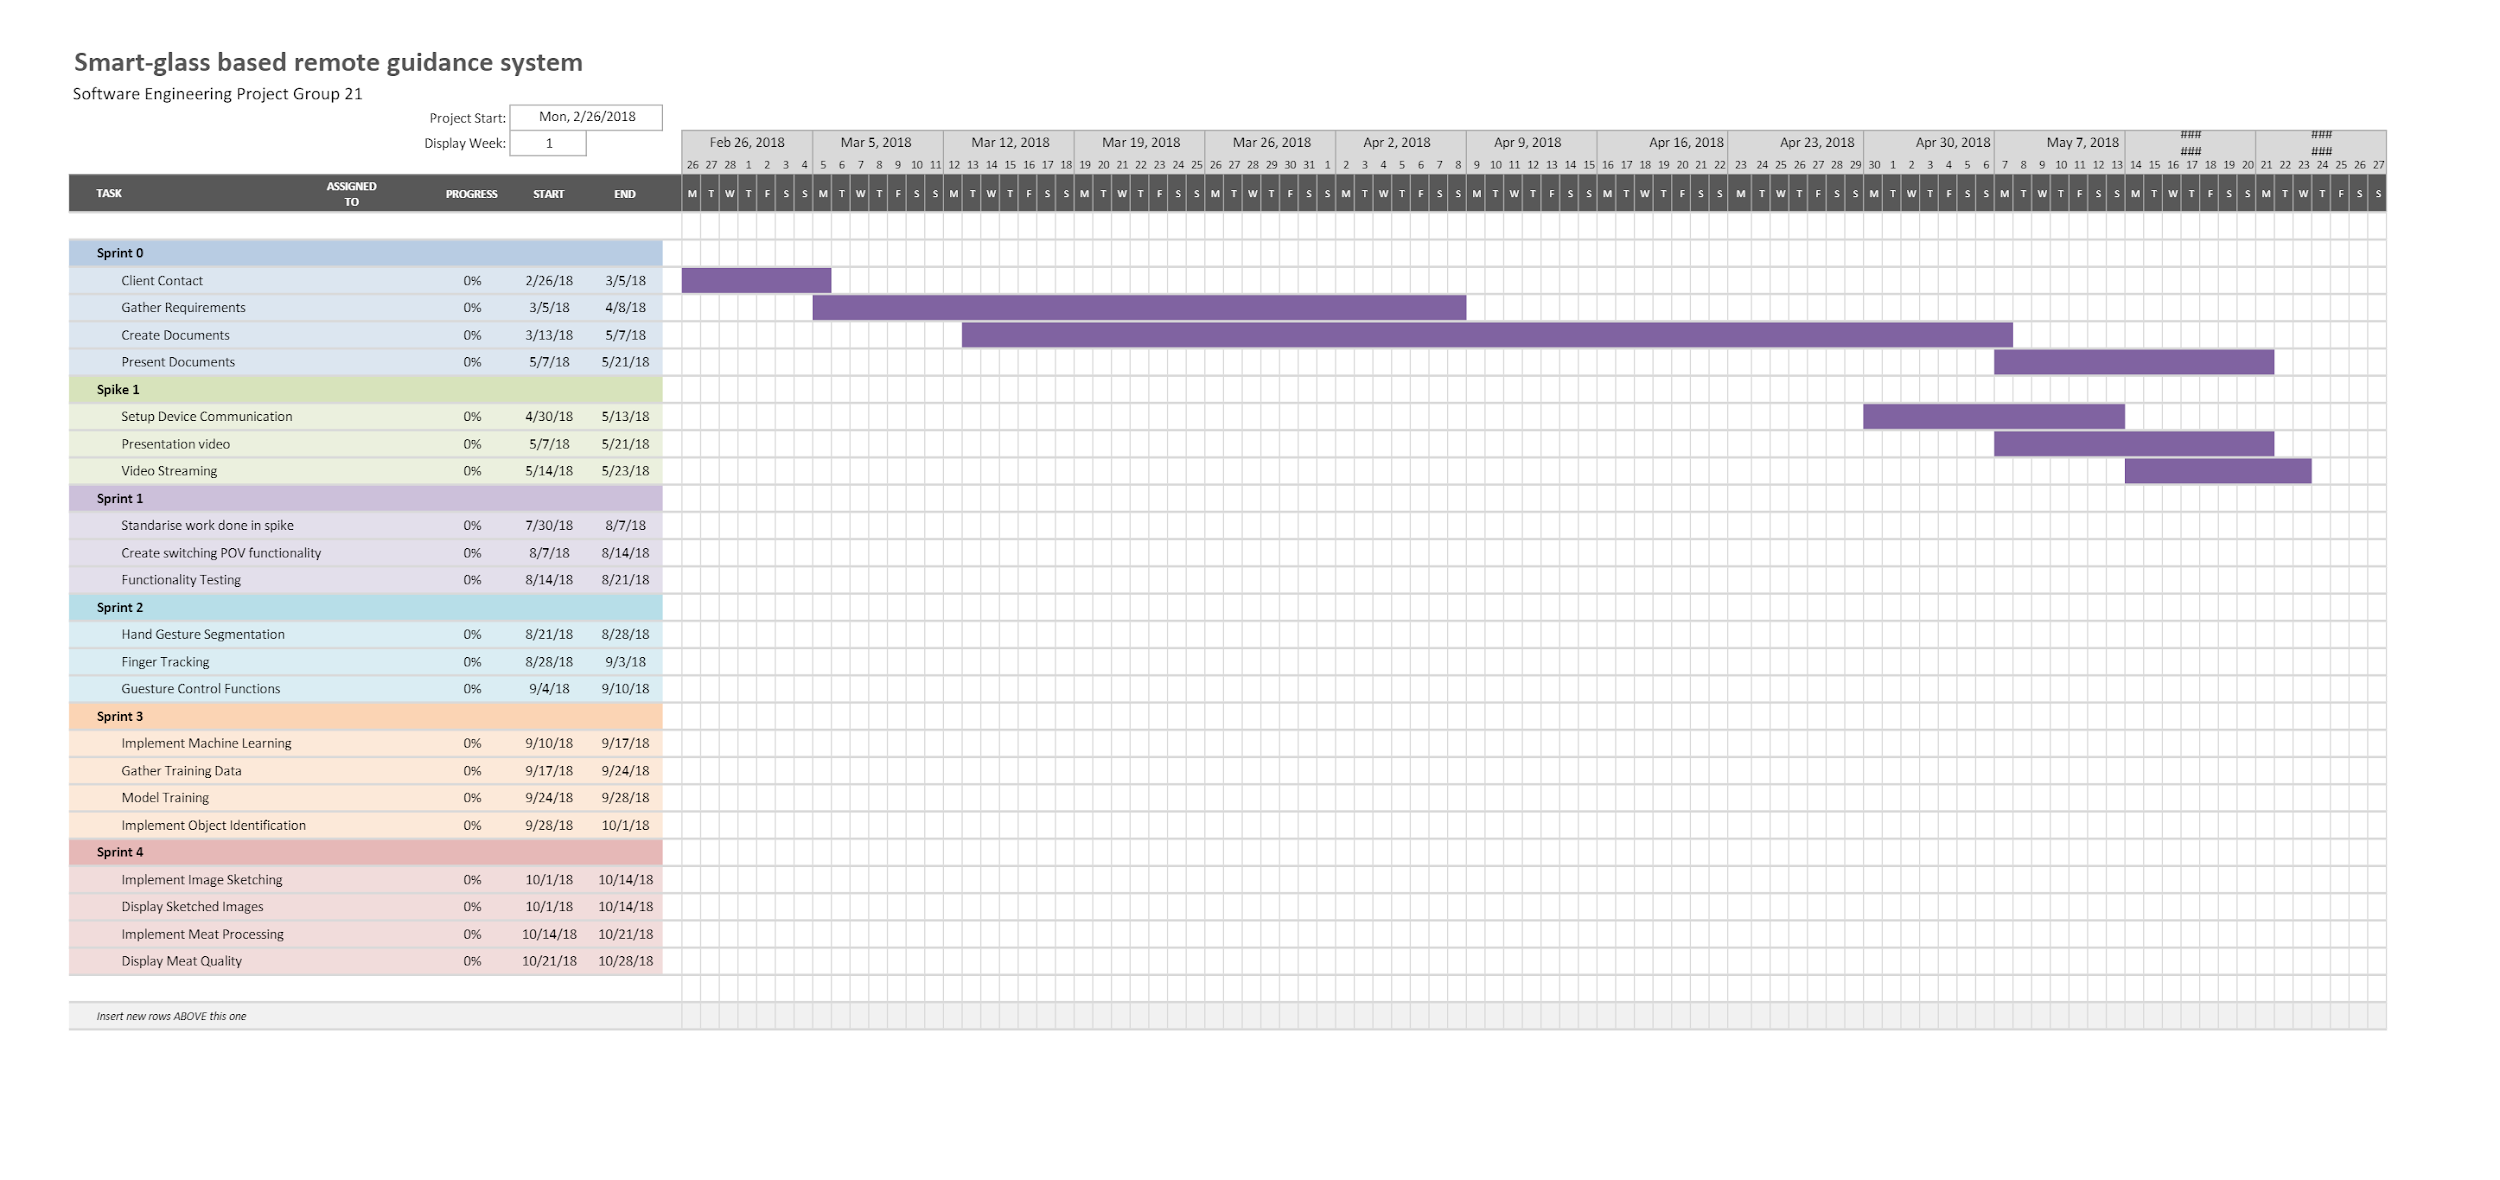 Smart-glass based remote guidance system
Software Engineering Project Group 21
Project Start: Mon, 2/26/2018
Display Week: 1
Feb 26, 2018 Mar 5, 2018 Mar 12, 2018 Mar 19, 2018 Mar 26, 2018 Apr 2, 2018 Apr 9, 2018 Apr 16, 2018 Apr 23, 2018 Apr 30, 2018 May 7, 2018 ### ### ### ###
26 27 28 1 2 3 4 5 6 7 8 9 10 11 12 13 14 15 16 17 18 19 20 21 22 23 24 25 26 27 28 29 30 31 1 2 3 4 5 6 7 8 9 10 11 12 13 14 15 16 17 18 19 20 21 22 23 24 25 26 27 28 29 30 1 2 3 4 5 6 7 8 9 10 11 12 13 14 15 16 17 18 19 20 21 22 23 24 25 26 27
TASK ASSIGNED TO PROGRESS START END M T W T F S S M T W T F S S M T W T F S S M T W T F S S M T W T F S S M T W T F S S M T W T F S S M T W T F S S M T W T F S S M T W T F S S M T W T F S S M T W T F S S M T W T F S S
Sprint 0
Client Contact 0% 2/26/18 3/5/18
Gather Requirements 0% 3/5/18 4/8/18
Create Documents 0% 3/13/18 5/7/18
Present Documents 0% 5/7/18 5/21/18
Spike 1
Setup Device Communication 0% 4/30/18 5/13/18
Presentation video 0% 5/7/18 5/21/18
Video Streaming 0% 5/14/18 5/23/18
Sprint 1
Standarise work done in spike 0% 7/30/18 8/7/18
Create switching POV functionality 0% 8/7/18 8/14/18
Functionality Testing 0% 8/14/18 8/21/18
Sprint 2
Hand Gesture Segmentation 0% 8/21/18 8/28/18
Finger Tracking 0% 8/28/18 9/3/18
Guesture Control Functions 0% 9/4/18 9/10/18
Sprint 3
Implement Machine Learning 0% 9/10/18 9/17/18
Gather Training Data 0% 9/17/18 9/24/18
Model Training 0% 9/24/18 9/28/18
Implement Object Identification 0% 9/28/18 10/1/18
Sprint 4
Implement Image Sketching 0% 10/1/18 10/14/18
Display Sketched Images 0% 10/1/18 10/14/18
Implement Meat Processing 0% 10/14/18 10/21/18
Display Meat Quality 0% 10/21/18 10/28/18
Insert new rows ABOVE this one